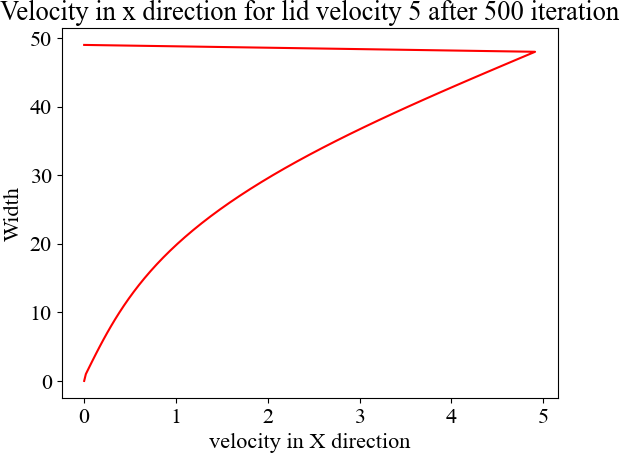 Velocity in x direction for lid velocity 5 after 500 iteration
50
40
30
20
10
0
Width
0 1 2 3 4 5
velocity in X direction